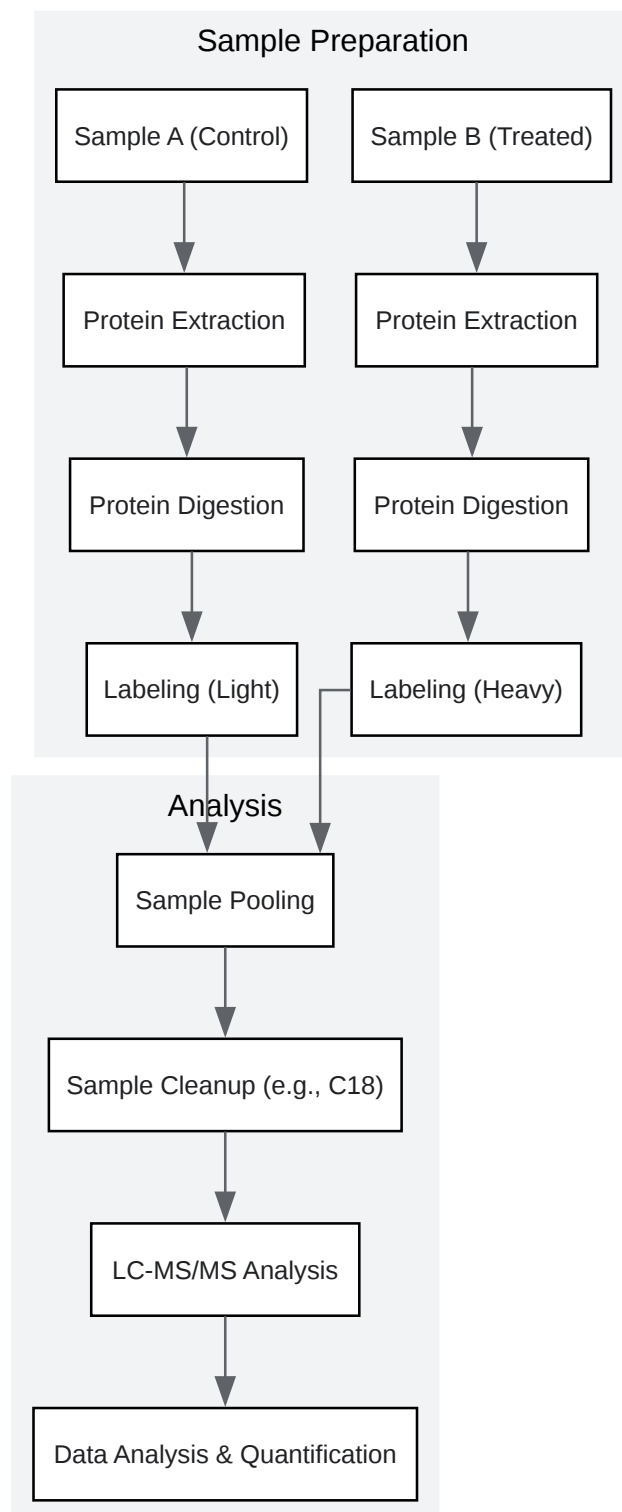 Sample Preparation
Sample A (Control)
Sample B (Treated)
Protein Extraction
Protein Extraction
Protein Digestion
Protein Digestion
Labeling (Light)
Labeling (Heavy)
Analysis
Sample Pooling
Sample Cleanup (e.g., C18)
LC-MS/MS Analysis
Data Analysis & Quantification